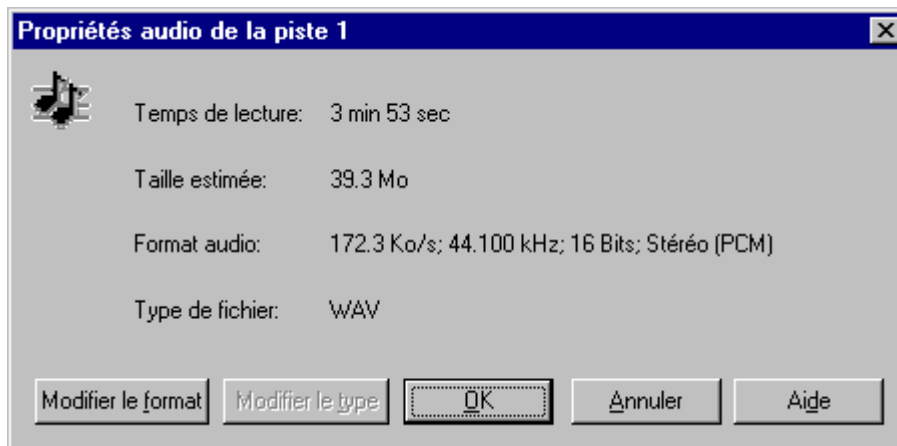 Propriétés audio de la piste 1
Temps de lecture: 3 min 53 sec
Taille estimée: 39.3 Mo
Format audio: 172.3 Ko/s; 44.100 kHz; 16 Bits; Stéréo (PCM)
Type de fichier: WAV
Modifier le format Modifier le type OK Annuler Aide